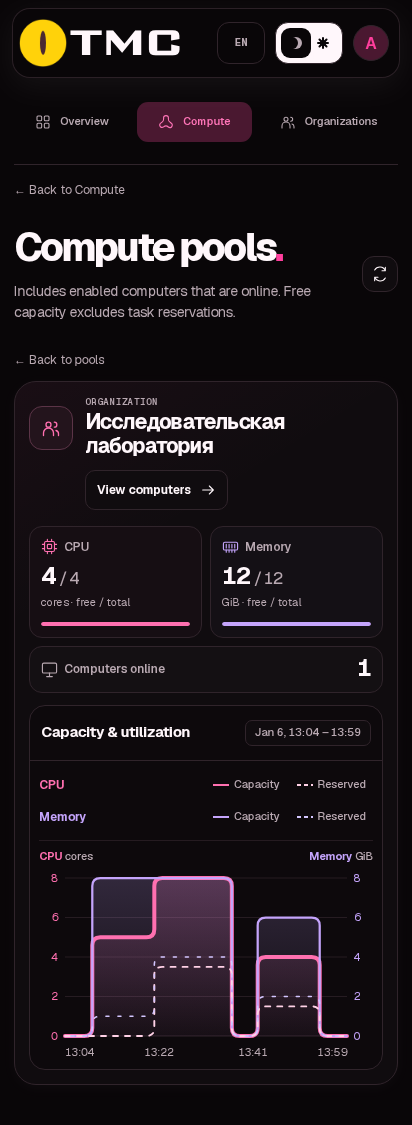 TMC
EN
A
Overview
Compute
Organizations
← Back to Compute
Compute pools.
Includes enabled computers that are online. Free
capacity excludes task reservations.
← Back to pools
ORGANIZATION
Исследовательская
лаборатория
View computers →
CPU
4 / 4
cores · free / total
Memory
12 / 12
GiB · free / total
Computers online
1
Capacity & utilization
Jan 6, 13:04 – 13:59
CPU
Capacity
Reserved
Memory
Capacity
Reserved
CPU cores
Memory GiB
8
8
6
6
4
4
2
2
0
0
13:04
13:22
13:41
13:59